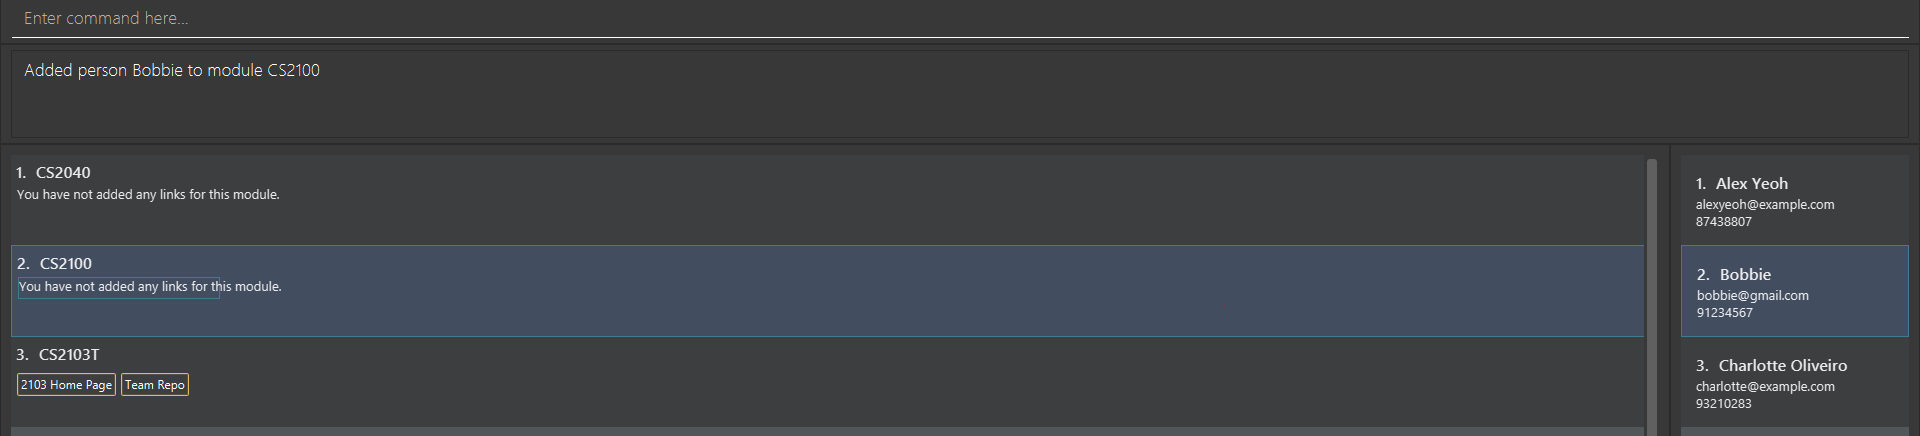 Enter command here...
Added person Bobbie to module CS2100
1. CS2040
You have not added any links for this module.
2. CS2100
You have not added any links for this module.
3. CS2103T
2103 Home Page Team Repo
1. Alex Yeoh
alexyeoh@example.com
87438807
2. Bobbie
bobbie@gmail.com
91234567
3. Charlotte Oliveiro
charlotte@example.com
93210283